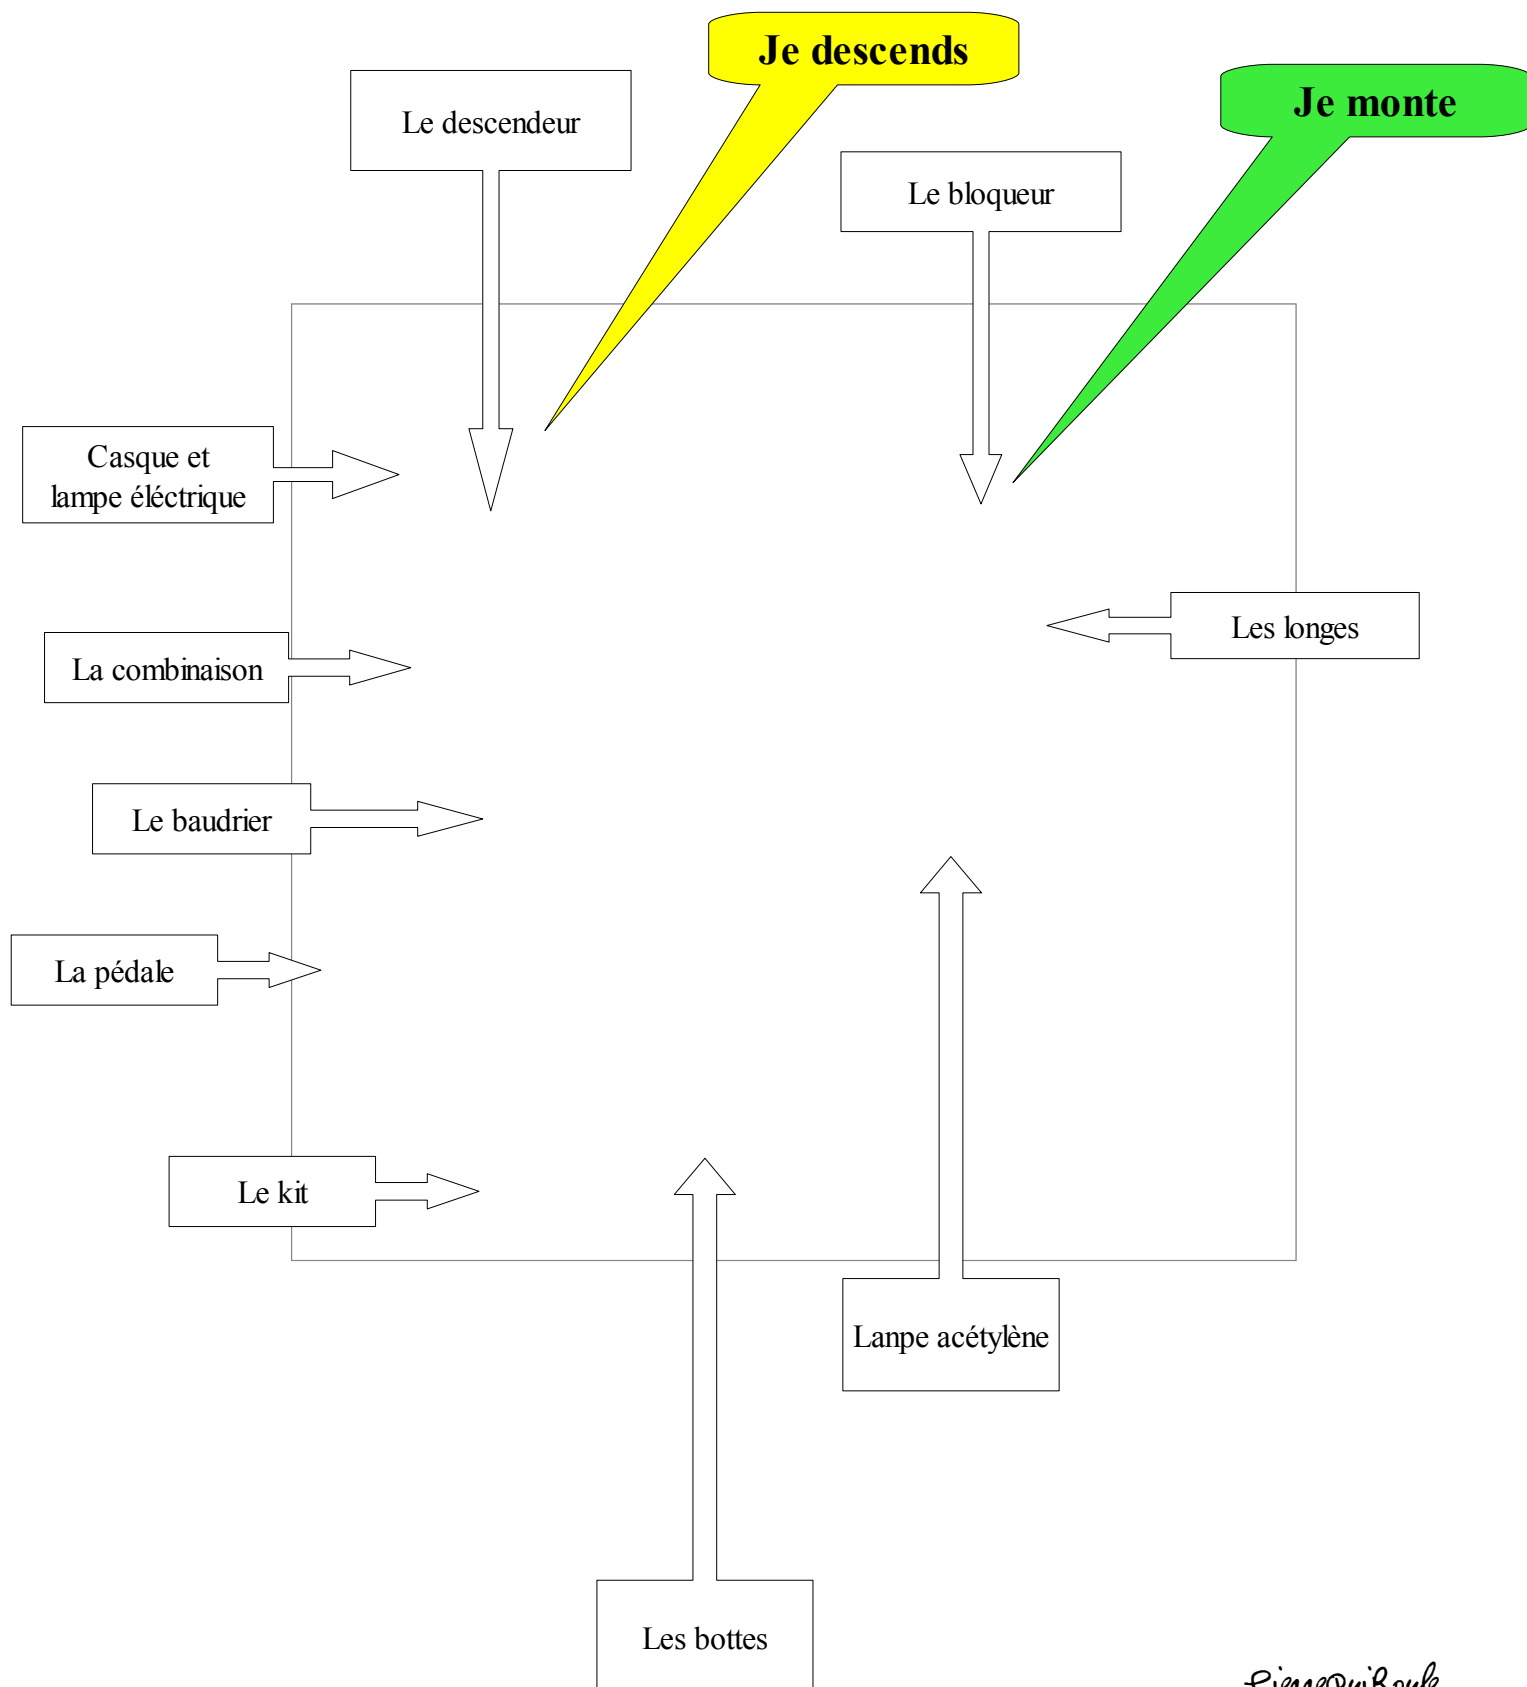 Je descends
Le descendeur
Je monte
Le bloqueur
Casque et
lampe éléctrique
Les longes
La combinaison
Le baudrier
La pédale
Le kit
Lanpe acétylène
Les bottes
PierreQuiRoule